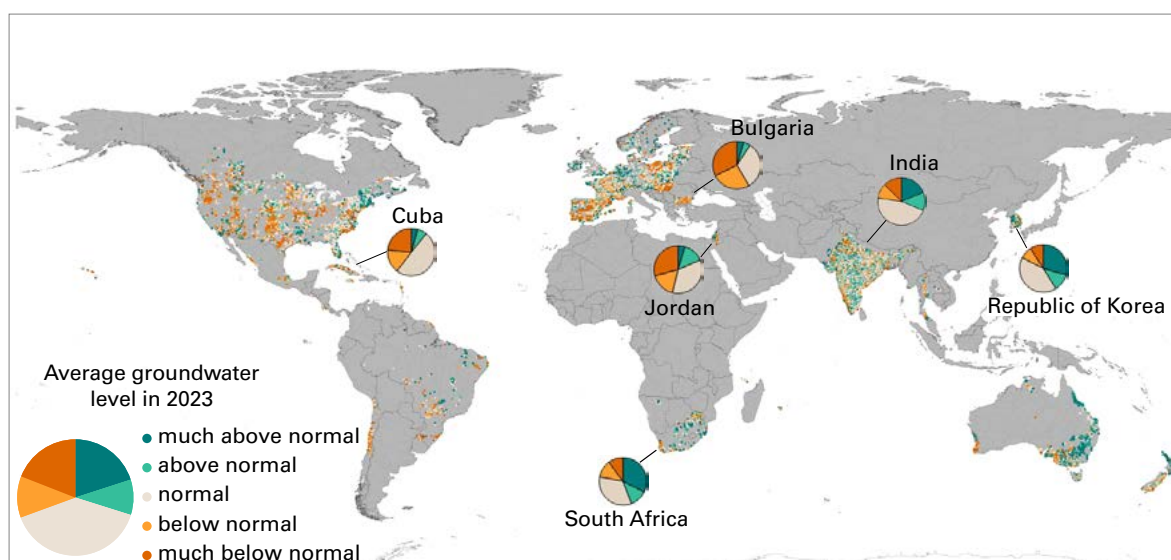 Bulgaria
India
Cuba
Jordan
Republic of Korea
South Africa
Average groundwater
level in 2023
much above normal
above normal
normal
below normal
much below normal